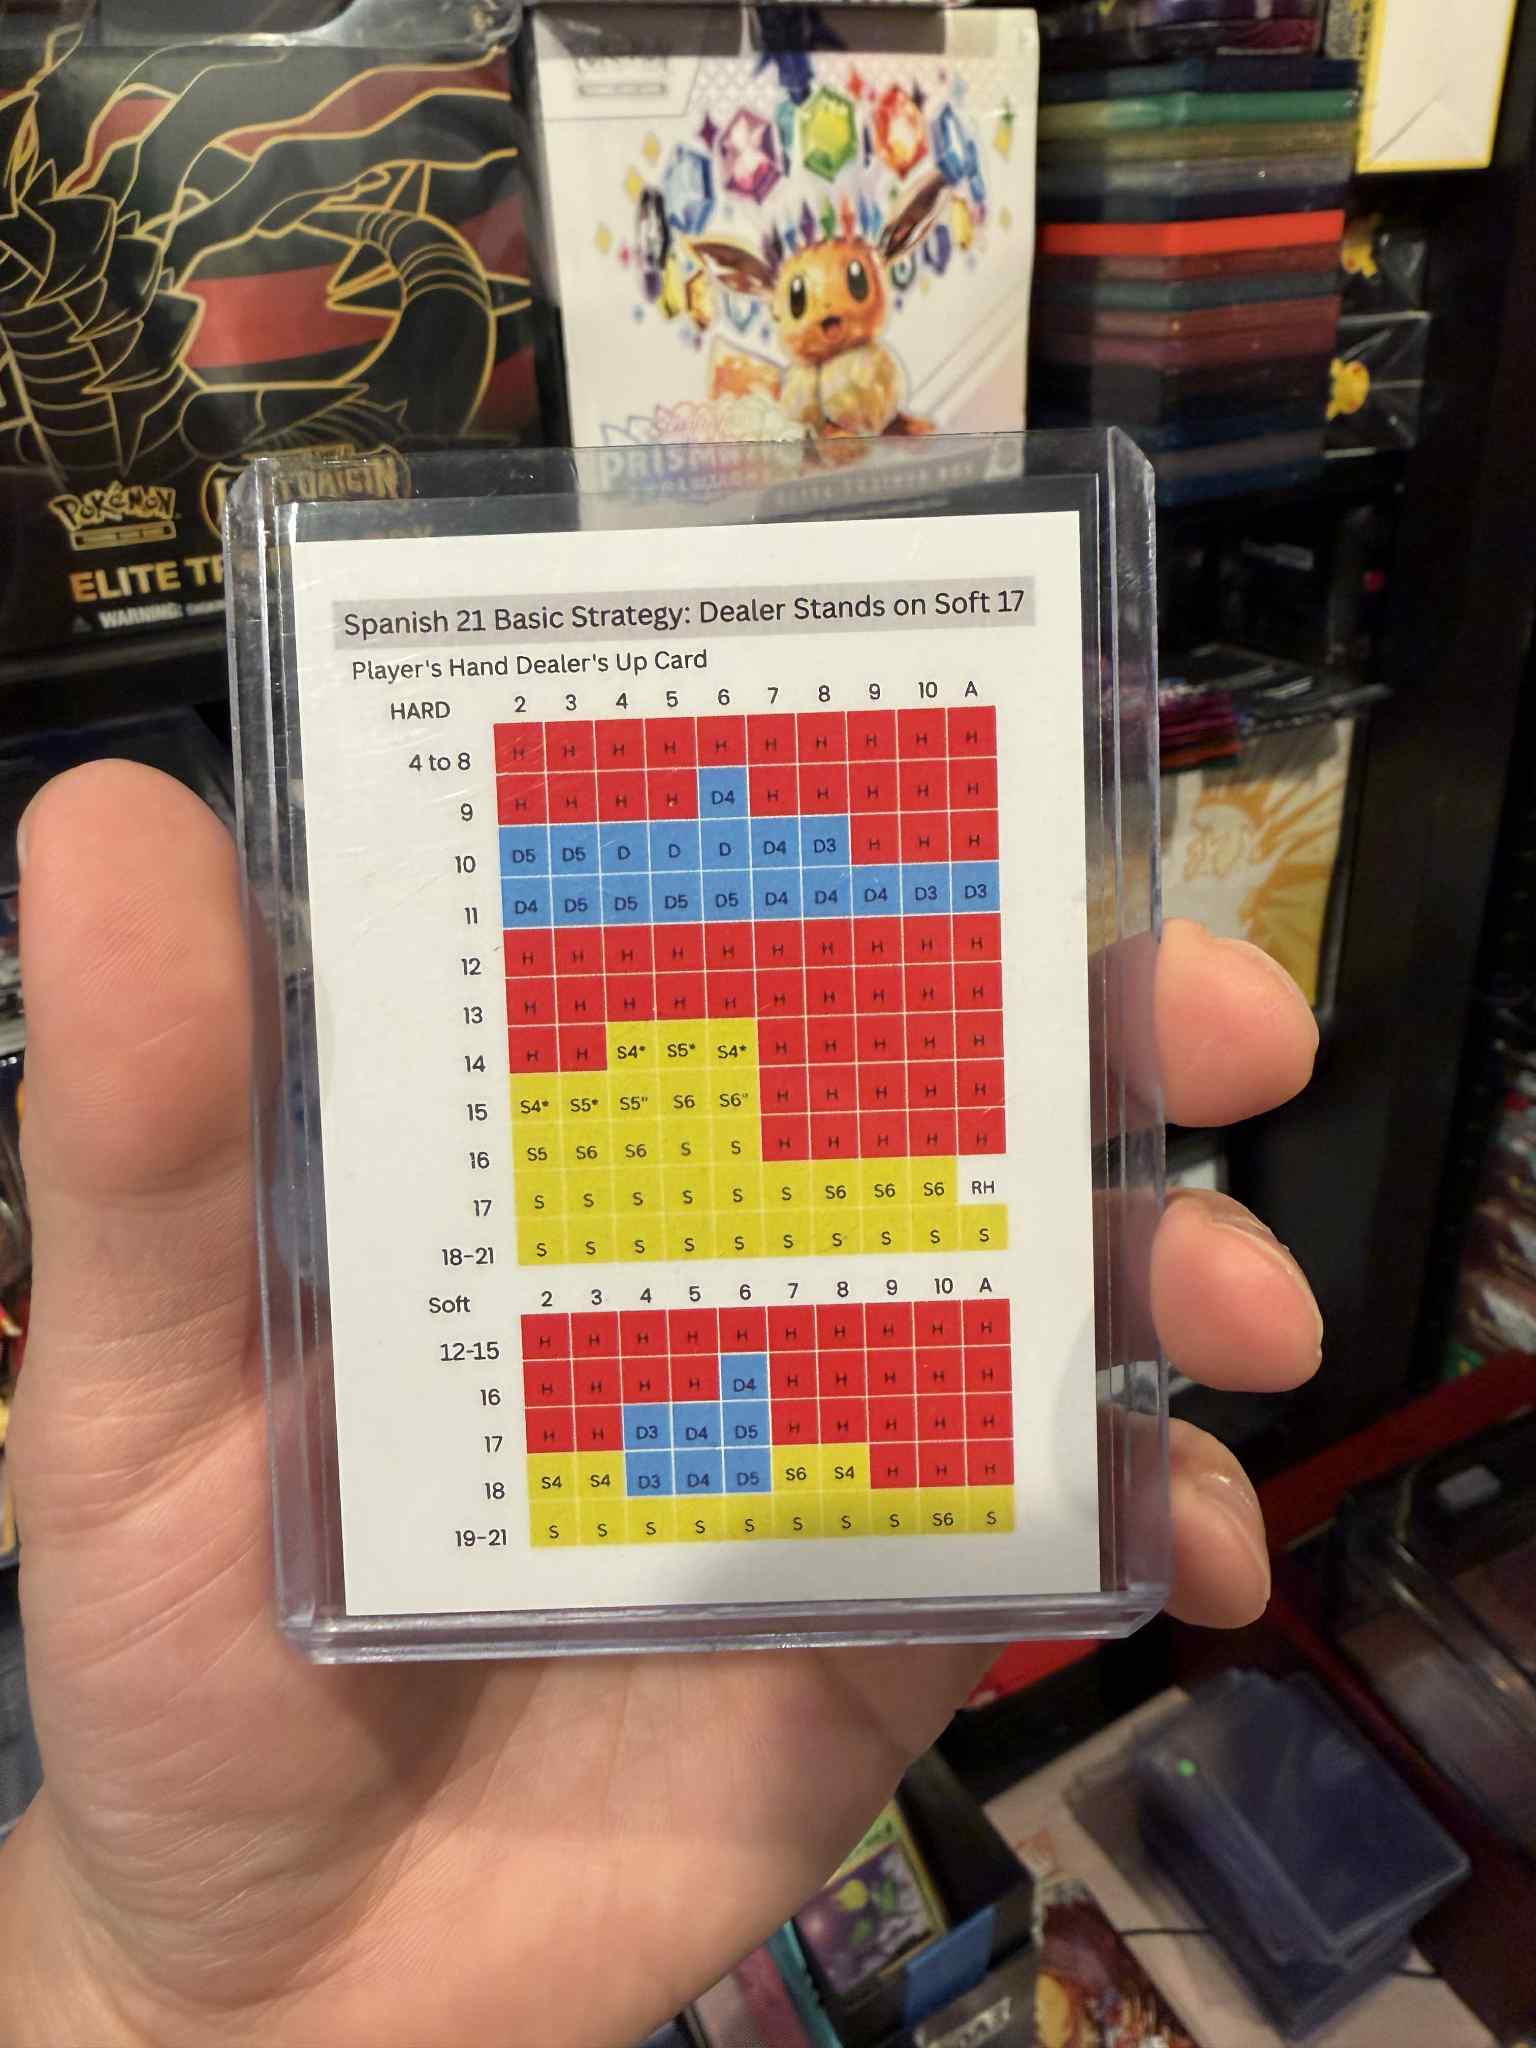 POKÉMON
ELITE TR
WARNING:
PRISM
Spanish 21 Basic Strategy: Dealer Stands on Soft 17
Player's Hand Dealer's Up Card
HARD 2 3 4 5 6 7 8 9 10 A
4 to 8 H H H H H H H H H H
9 H H H H D4 H H H H H
10 D5 D5 D D D D4 D3 H H H
11 D4 D5 D5 D5 D5 D4 D4 D4 D3 D3
12 H H H H H H H H H H
13 H H H H H H H H H H
14 H H S4* S5* S4* H H H H H
15 S4* S5* S5" S6 S6" H H H H H
16 S5 S6 S6 S S H H H H H
17 S S S S S S S6 S6 S6 RH
18-21 S S S S S S S S S S
Soft 2 3 4 5 6 7 8 9 10 A
12-15 H H H H H H H H H H
16 H H H H D4 H H H H H
17 H H D3 D4 D5 H H H H H
18 S4 S4 D3 D4 D5 S6 S4 H H H
19-21 S S S S S S S S S6 S